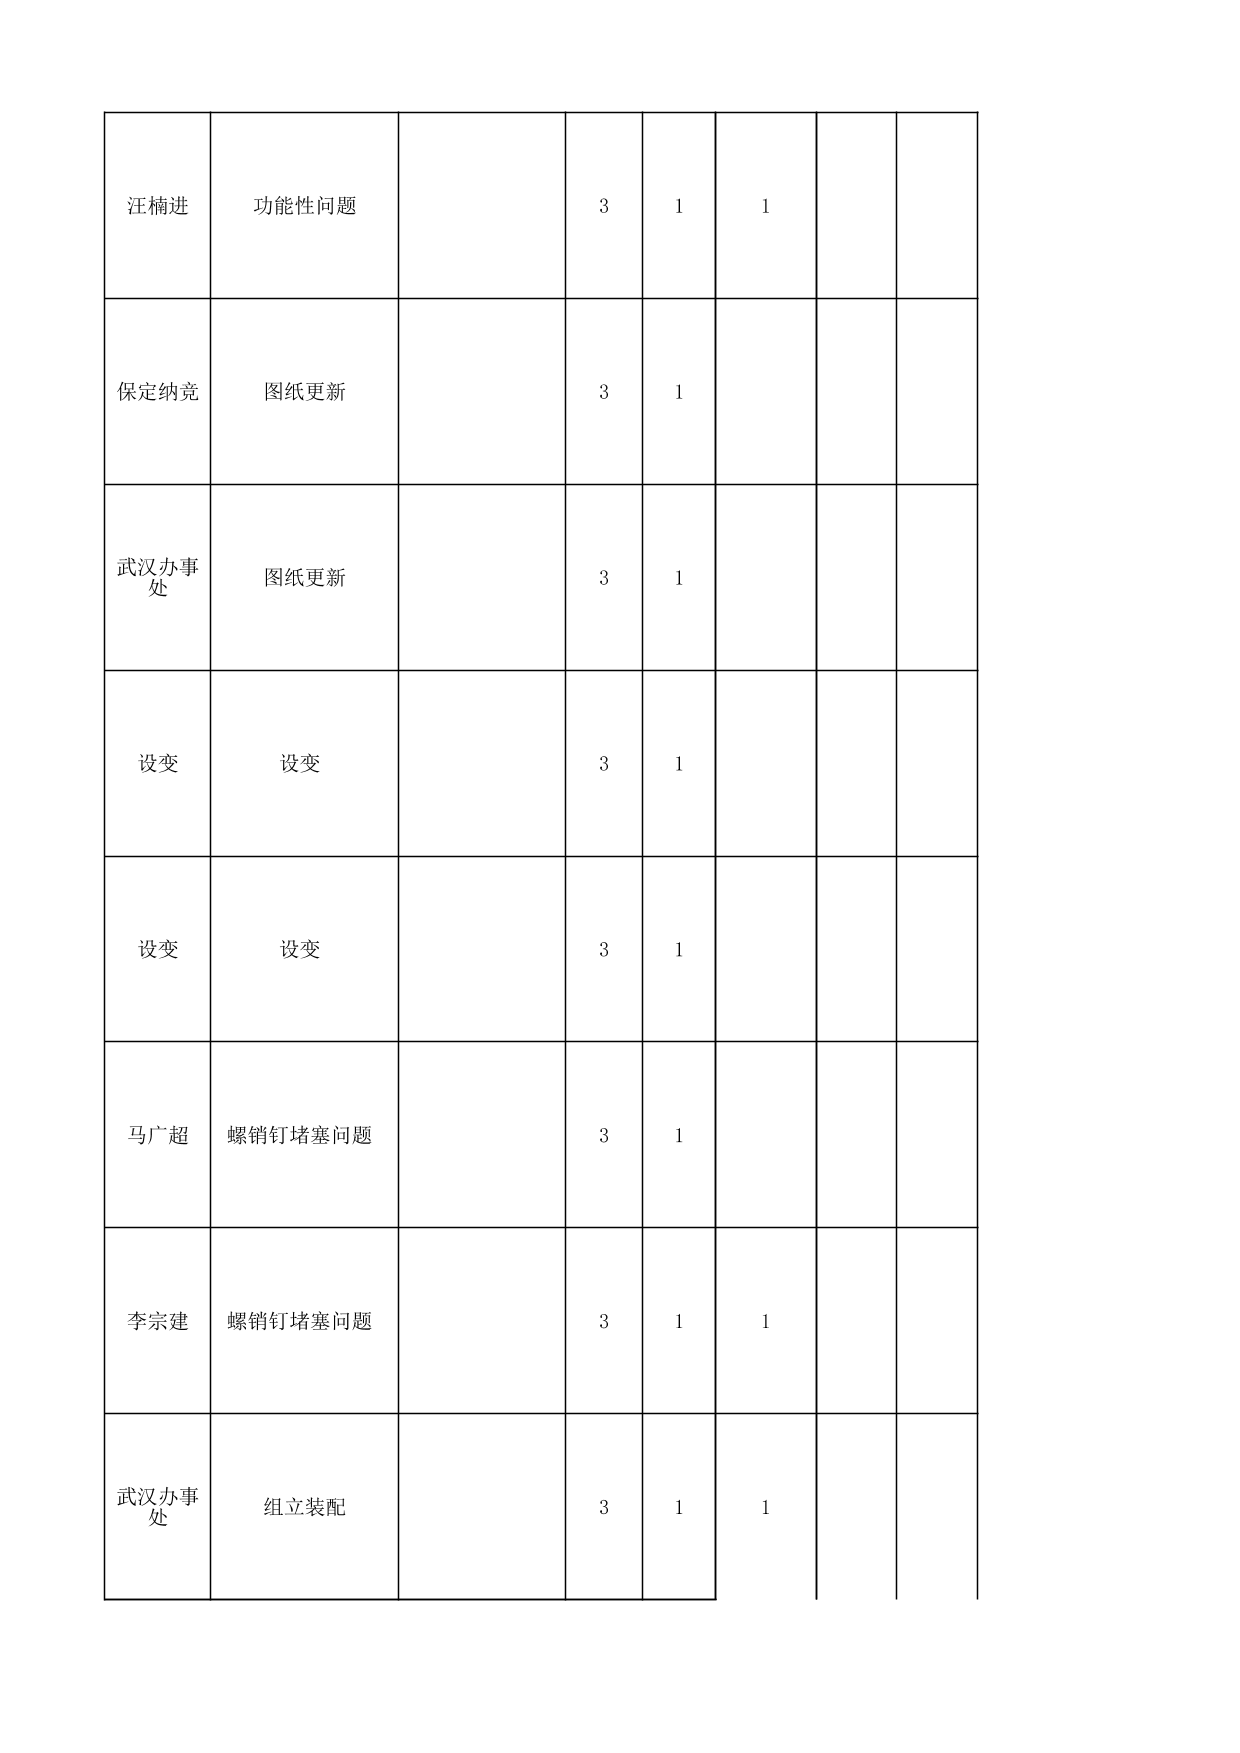 汪楠进 功能性问题 3 1 1
保定纳竞 图纸更新 3 1
武汉办事
处 图纸更新 3 1
设变 设变 3 1
设变 设变 3 1
马广超 螺销钉堵塞问题 3 1
李宗建 螺销钉堵塞问题 3 1 1
武汉办事
处 组立装配 3 1 1